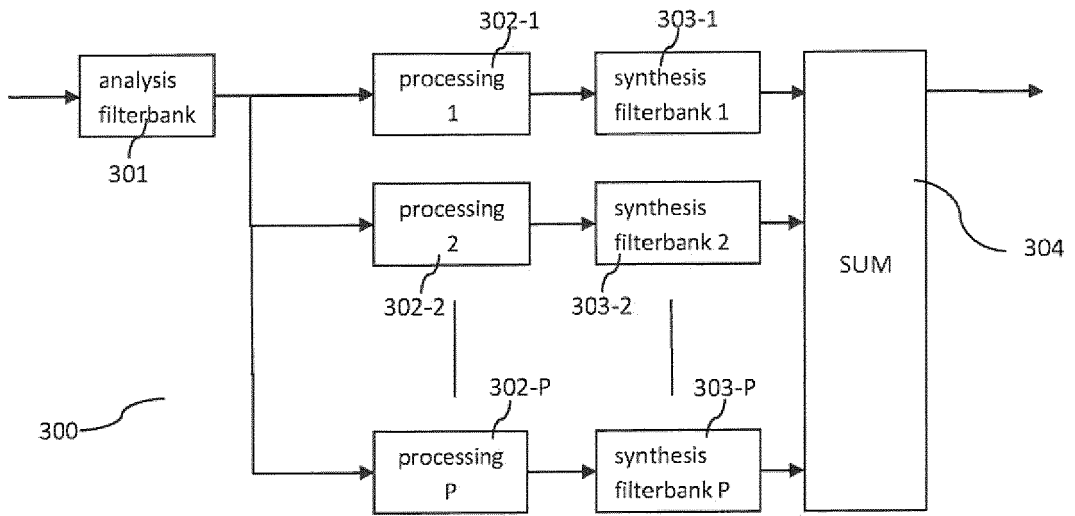 302-1
303-1
analysis
filterbank
301
processing
1
synthesis
filterbank 1
processing
2
302-2
synthesis
filterbank 2
303-2
SUM
304
300
302-P
303-P
processing
P
synthesis
filterbank P